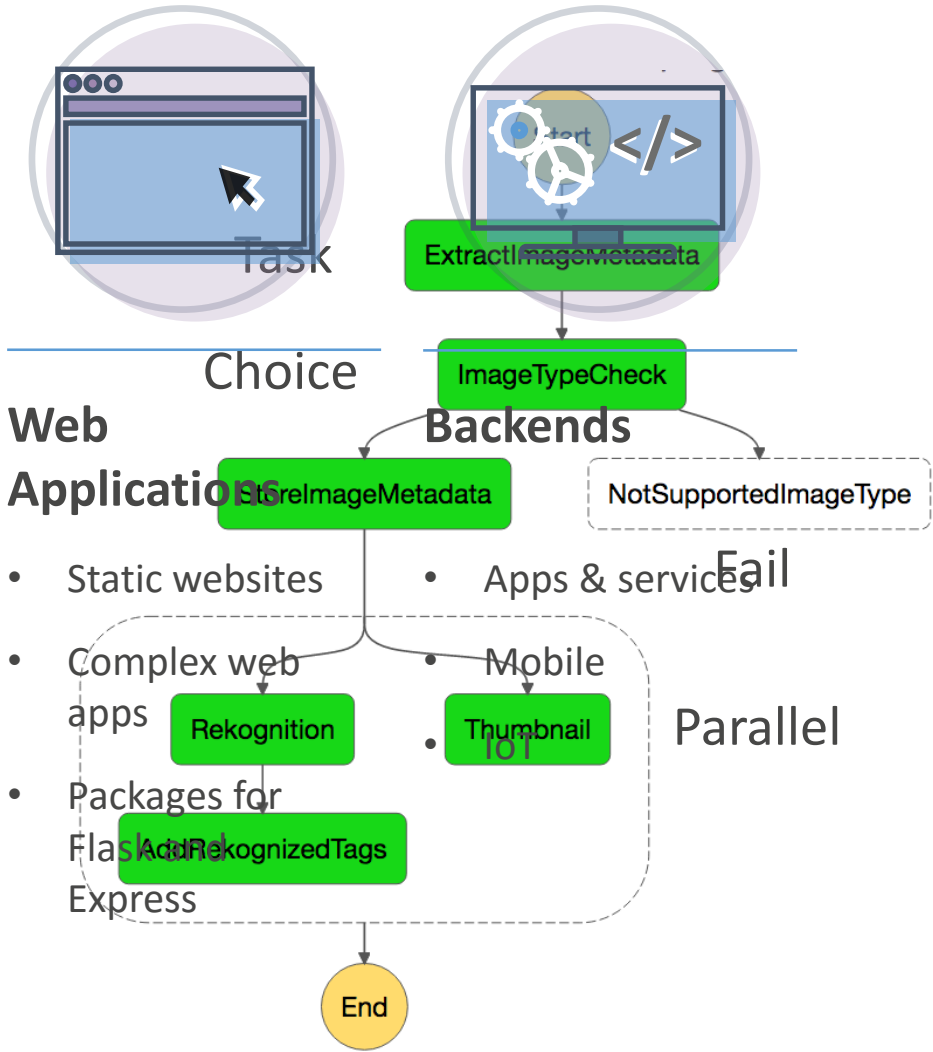 Start
</>
ExtractImageMetadata
Task
ImageTypeCheck
Choice
Web
Applications
Backends
StoreImageMetadata
NotSupportedImageType
Fail
• Static websites
• Complex web
apps
• Packages for
Flask and
Express
• Apps & services
• Mobile
• IoT
Rekognition
Thumbnail
Parallel
AddRekognizedTags
End